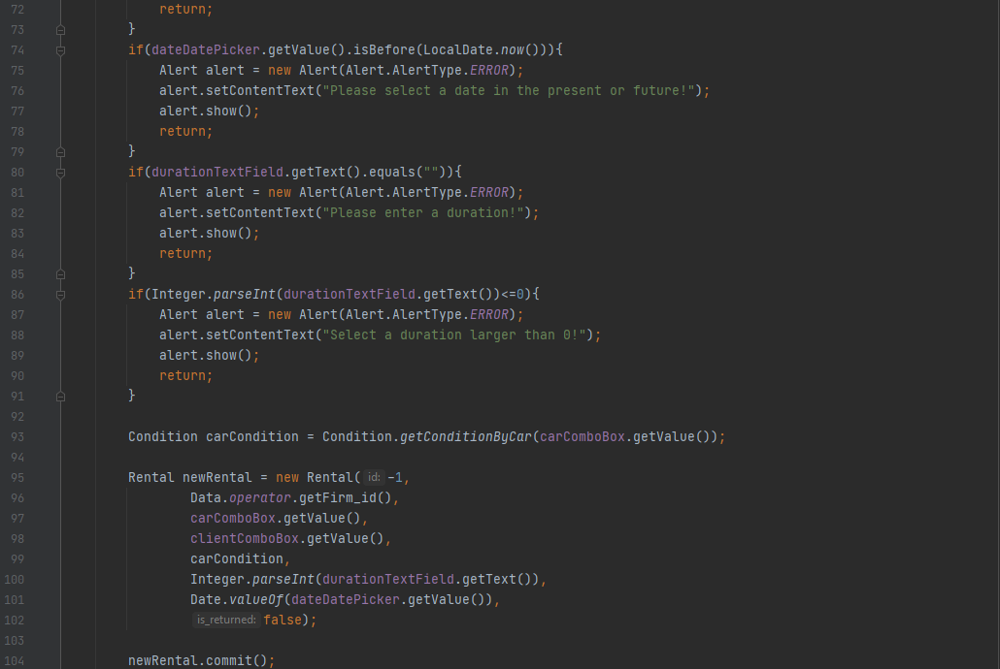 72 return;
73 }
74 if(dateDatePicker.getValue().isBefore(LocalDate.now())){
75 Alert alert = new Alert(Alert.AlertType.ERROR);
76 alert.setContentText("Please select a date in the present or future!");
77 alert.show();
78 return;
79 }
80 if(durationTextField.getText().equals("")){
81 Alert alert = new Alert(Alert.AlertType.ERROR);
82 alert.setContentText("Please enter a duration!");
83 alert.show();
84 return;
85 }
86 if(Integer.parseInt(durationTextField.getText())<=0){
87 Alert alert = new Alert(Alert.AlertType.ERROR);
88 alert.setContentText("Select a duration larger than 0!");
89 alert.show();
90 return;
91 }
92
93 Condition carCondition = Condition.getConditionByCar(carComboBox.getValue());
94
95 Rental newRental = new Rental( id: -1,
96 Data.operator.getFirm_id(),
97 carComboBox.getValue(),
98 clientComboBox.getValue(),
99 carCondition,
100 Integer.parseInt(durationTextField.getText()),
101 Date.valueOf(dateDatePicker.getValue()),
102 is_returned: false);
103
104 newRental.commit();